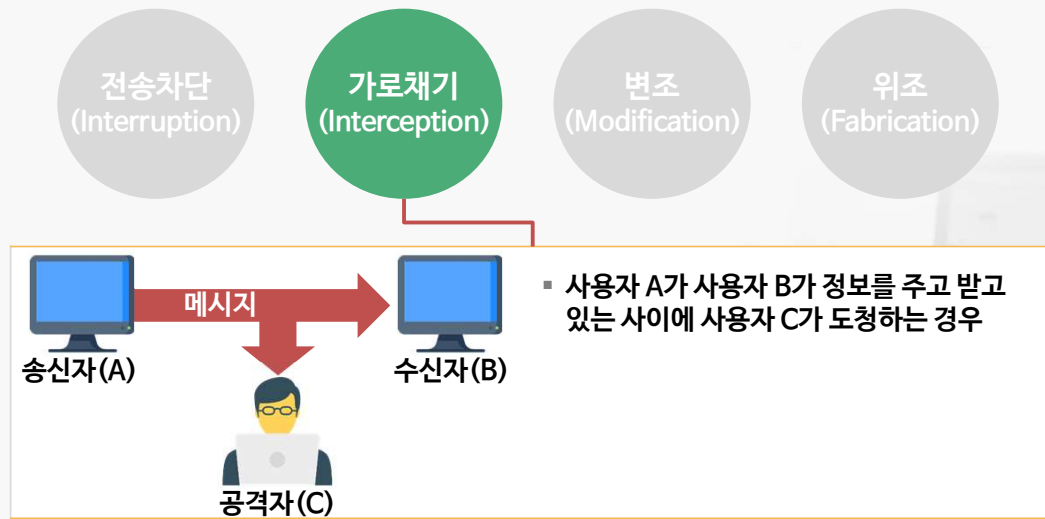 전송차단
(Interruption)
가로채기
(Interception)
변조
(Modification)
위조
(Fabrication)
메시지
송신자(A)
수신자(B)
공격자(C)
▪ 사용자 A가 사용자 B가 정보를 주고 받고
있는 사이에 사용자 C가 도청하는 경우